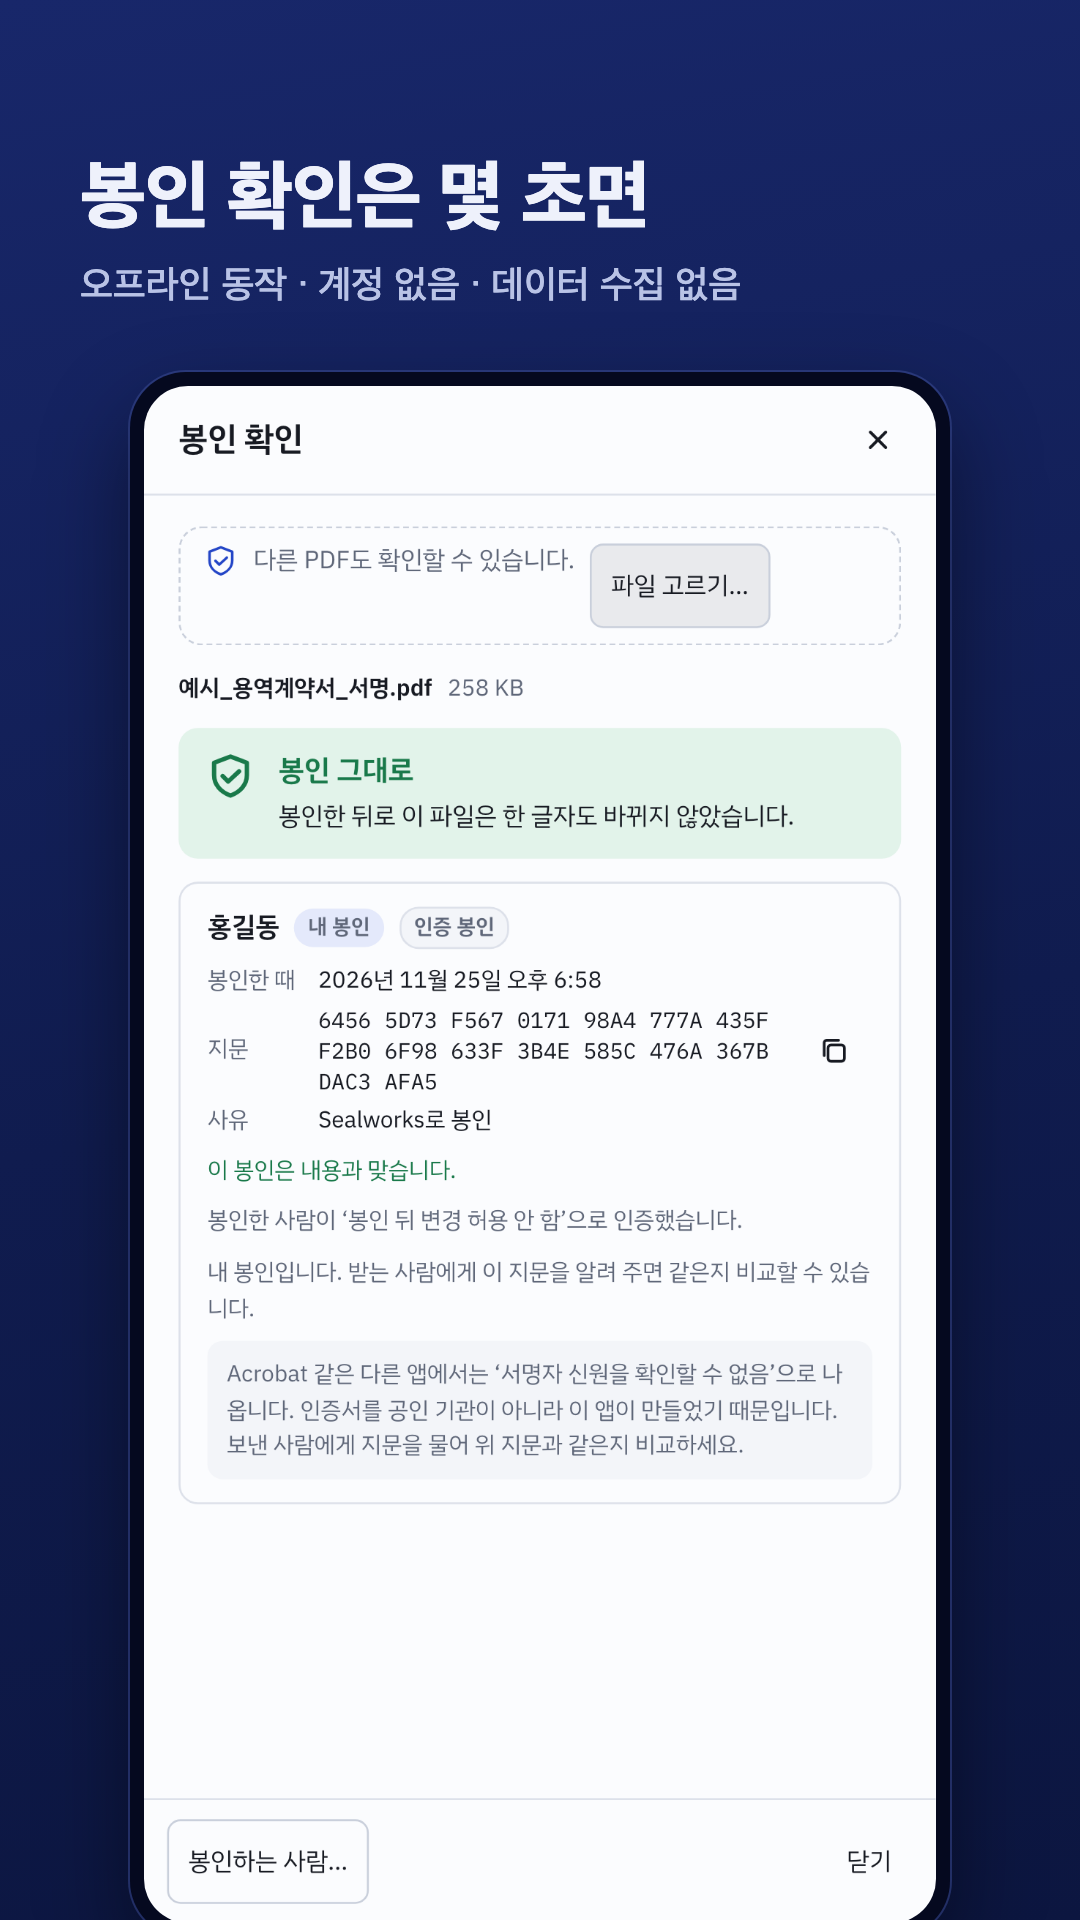 봉인 확인은 몇 초면
오프라인 동작 · 계정 없음 · 데이터 수집 없음
봉인 확인
다른 PDF도 확인할 수 있습니다.
파일 고르기...
예시_용역계약서_서명.pdf 258 KB
봉인 그대로
봉인한 뒤로 이 파일은 한 글자도 바뀌지 않았습니다.
홍길동 내 봉인 인증 봉인
봉인한 때 2026년 11월 25일 오후 6:58
지문 6456 5D73 F567 0171 98A4 777A 435F
F2B0 6F98 633F 3B4E 585C 476A 367B
DAC3 AFA5
사유 Sealworks로 봉인
이 봉인은 내용과 맞습니다.
봉인한 사람이 ‘봉인 뒤 변경 허용 안 함’으로 인증했습니다.
내 봉인입니다. 받는 사람에게 이 지문을 알려 주면 같은지 비교할 수 있습
니다.
Acrobat 같은 다른 앱에서는 ‘서명자 신원을 확인할 수 없음’으로 나
옵니다. 인증서를 공인 기관이 아니라 이 앱이 만들었기 때문입니다.
보낸 사람에게 지문을 물어 위 지문과 같은지 비교하세요.
봉인하는 사람...
닫기